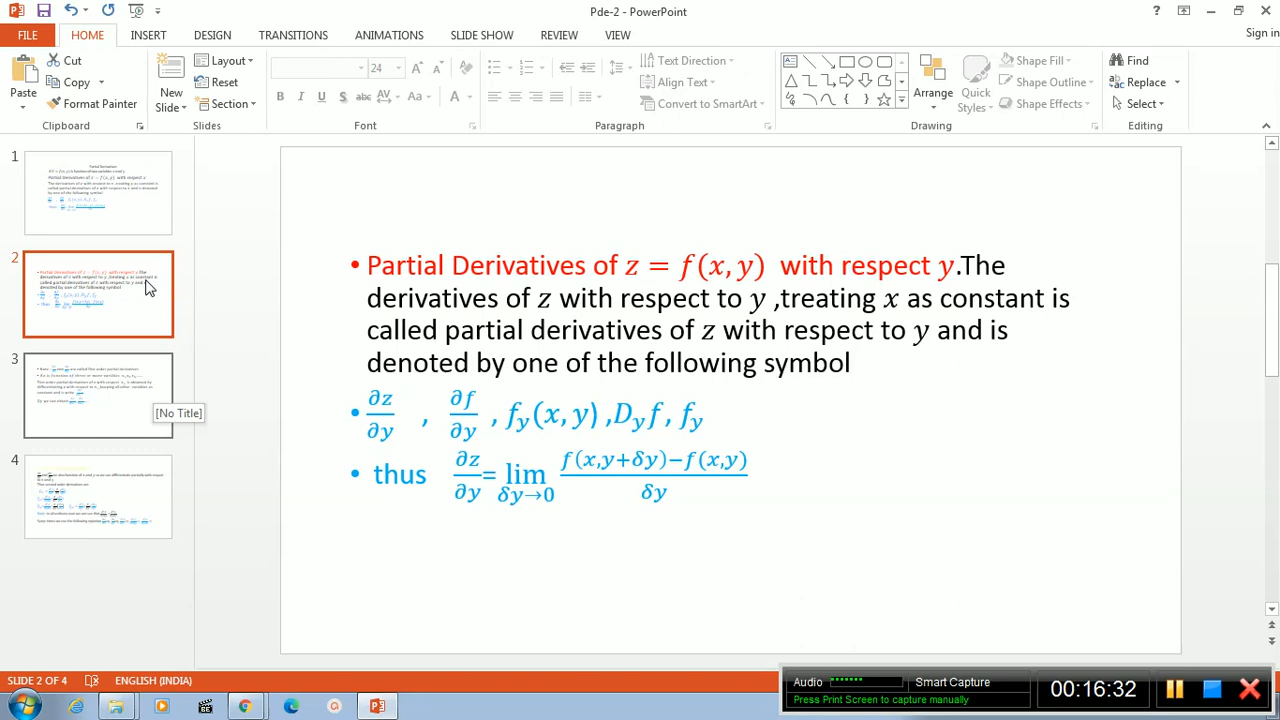 Pde-2 - PowerPoint
Sign in
FILE HOME INSERT DESIGN TRANSITIONS ANIMATIONS SLIDE SHOW REVIEW VIEW
Paste
Cut
Copy
Format Painter
Clipboard
New Slide
Layout
Reset
Section
Slides
24
B I U S abc AV Aa A
Font
Text Direction
Align Text
Convert to SmartArt
Paragraph
Arrange
Quick Styles
Shape Fill
Shape Outline
Shape Effects
Drawing
Find
Replace
Select
Editing
1
2
3
4
[No Title]
• Partial Derivatives of z = f(x, y) with respect y.The
derivatives of z with respect to y ,treating x as constant is
called partial derivatives of z with respect to y and is
denoted by one of the following symbol
• ∂z/∂y , ∂f/∂y , f_y(x, y) ,D_y f, f_y
• thus ∂z/∂y= lim δy→0 f(x,y+δy)−f(x,y)/δy
SLIDE 2 OF 4 ENGLISH (INDIA)
Audio Smart Capture
Press Print Screen to capture manually
00:16:32